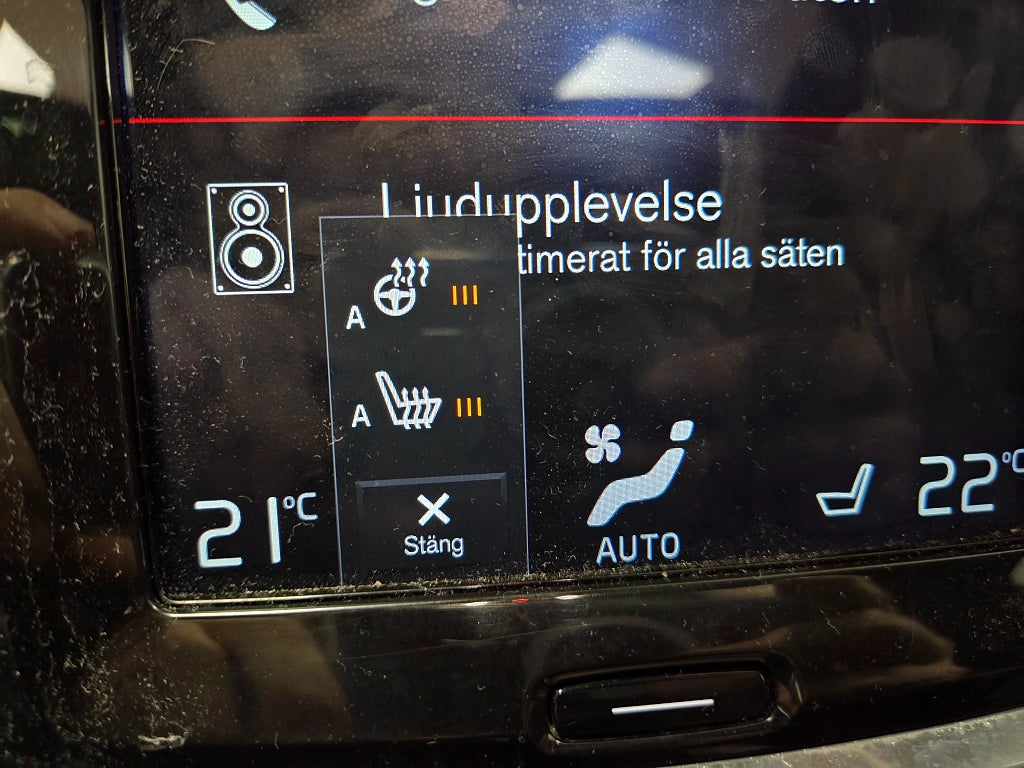 Ljudupplevelse
timerat för alla säten
A
A
21°C
Stäng
AUTO
22°C